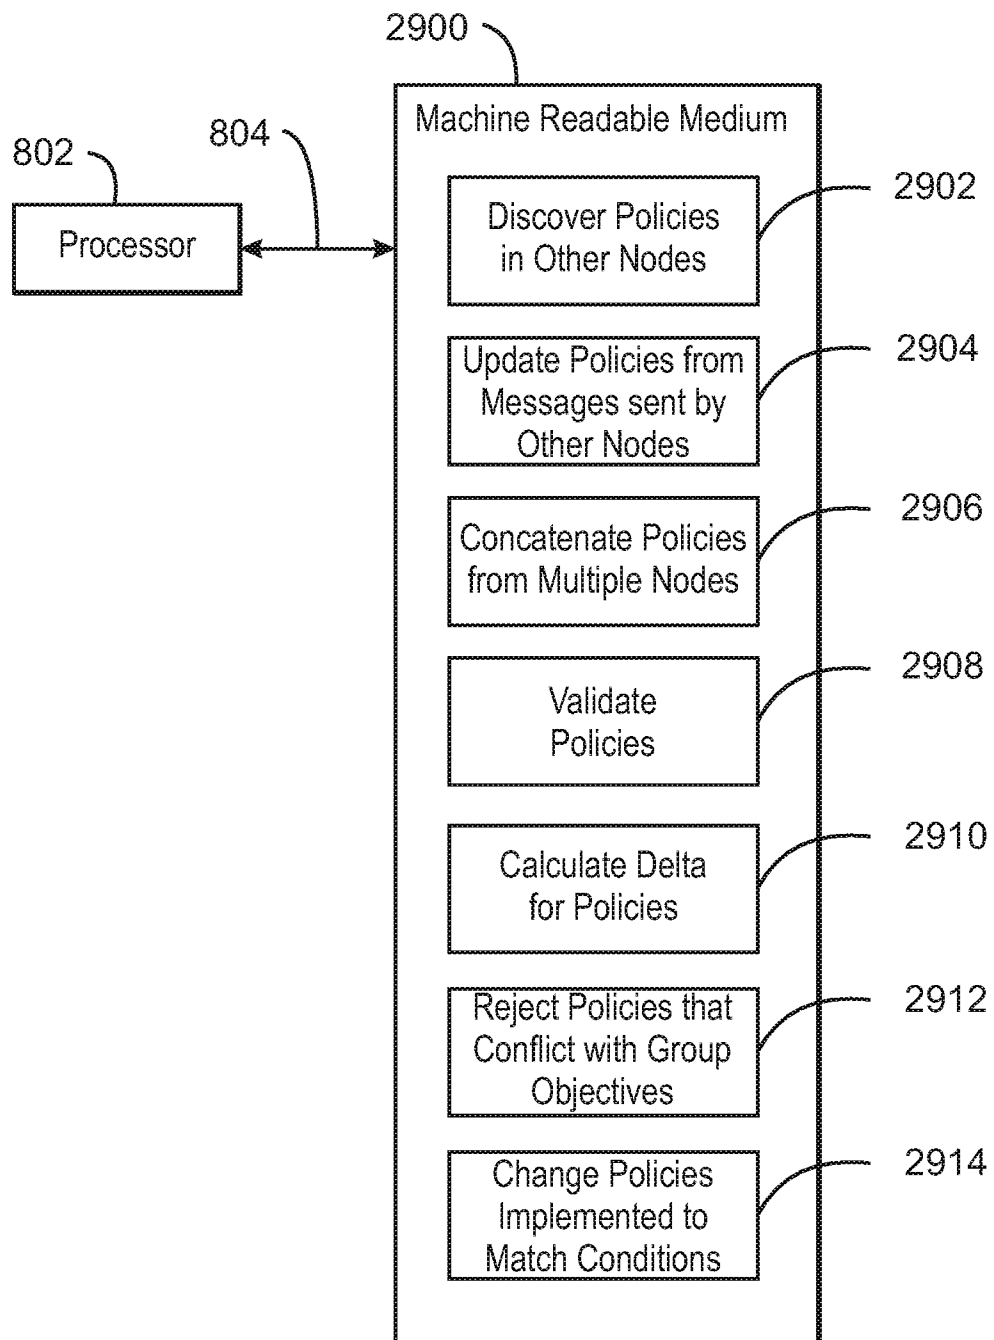 2900
Machine Readable Medium
804
802
Processor
Discover Policies
in Other Nodes
2902
Update Policies from
Messages sent by
Other Nodes
2904
Concatenate Policies
from Multiple Nodes
2906
Validate
Policies
2908
Calculate Delta
for Policies
2910
Reject Policies that
Conflict with Group
Objectives
2912
Change Policies
Implemented to
Match Conditions
2914